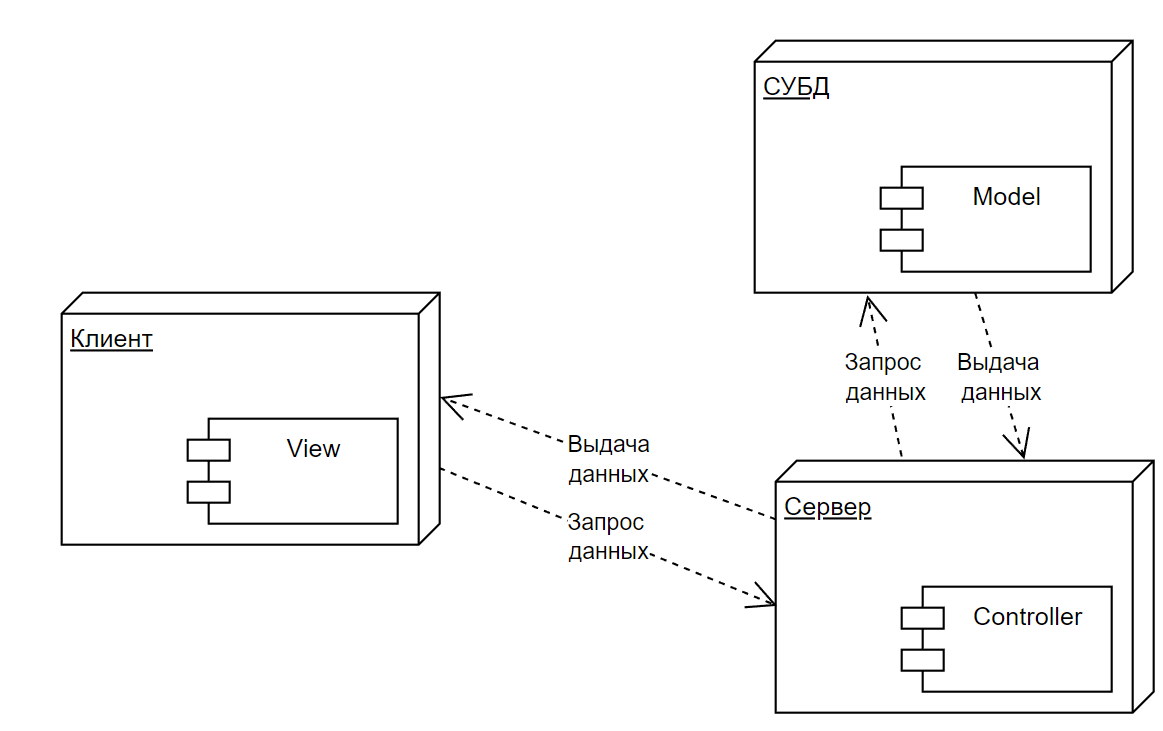 СУБД
Model
Клиент
View
Запрос
данных
Выдача
данных
Выдача
данных
Запрос
данных
Сервер
Controller